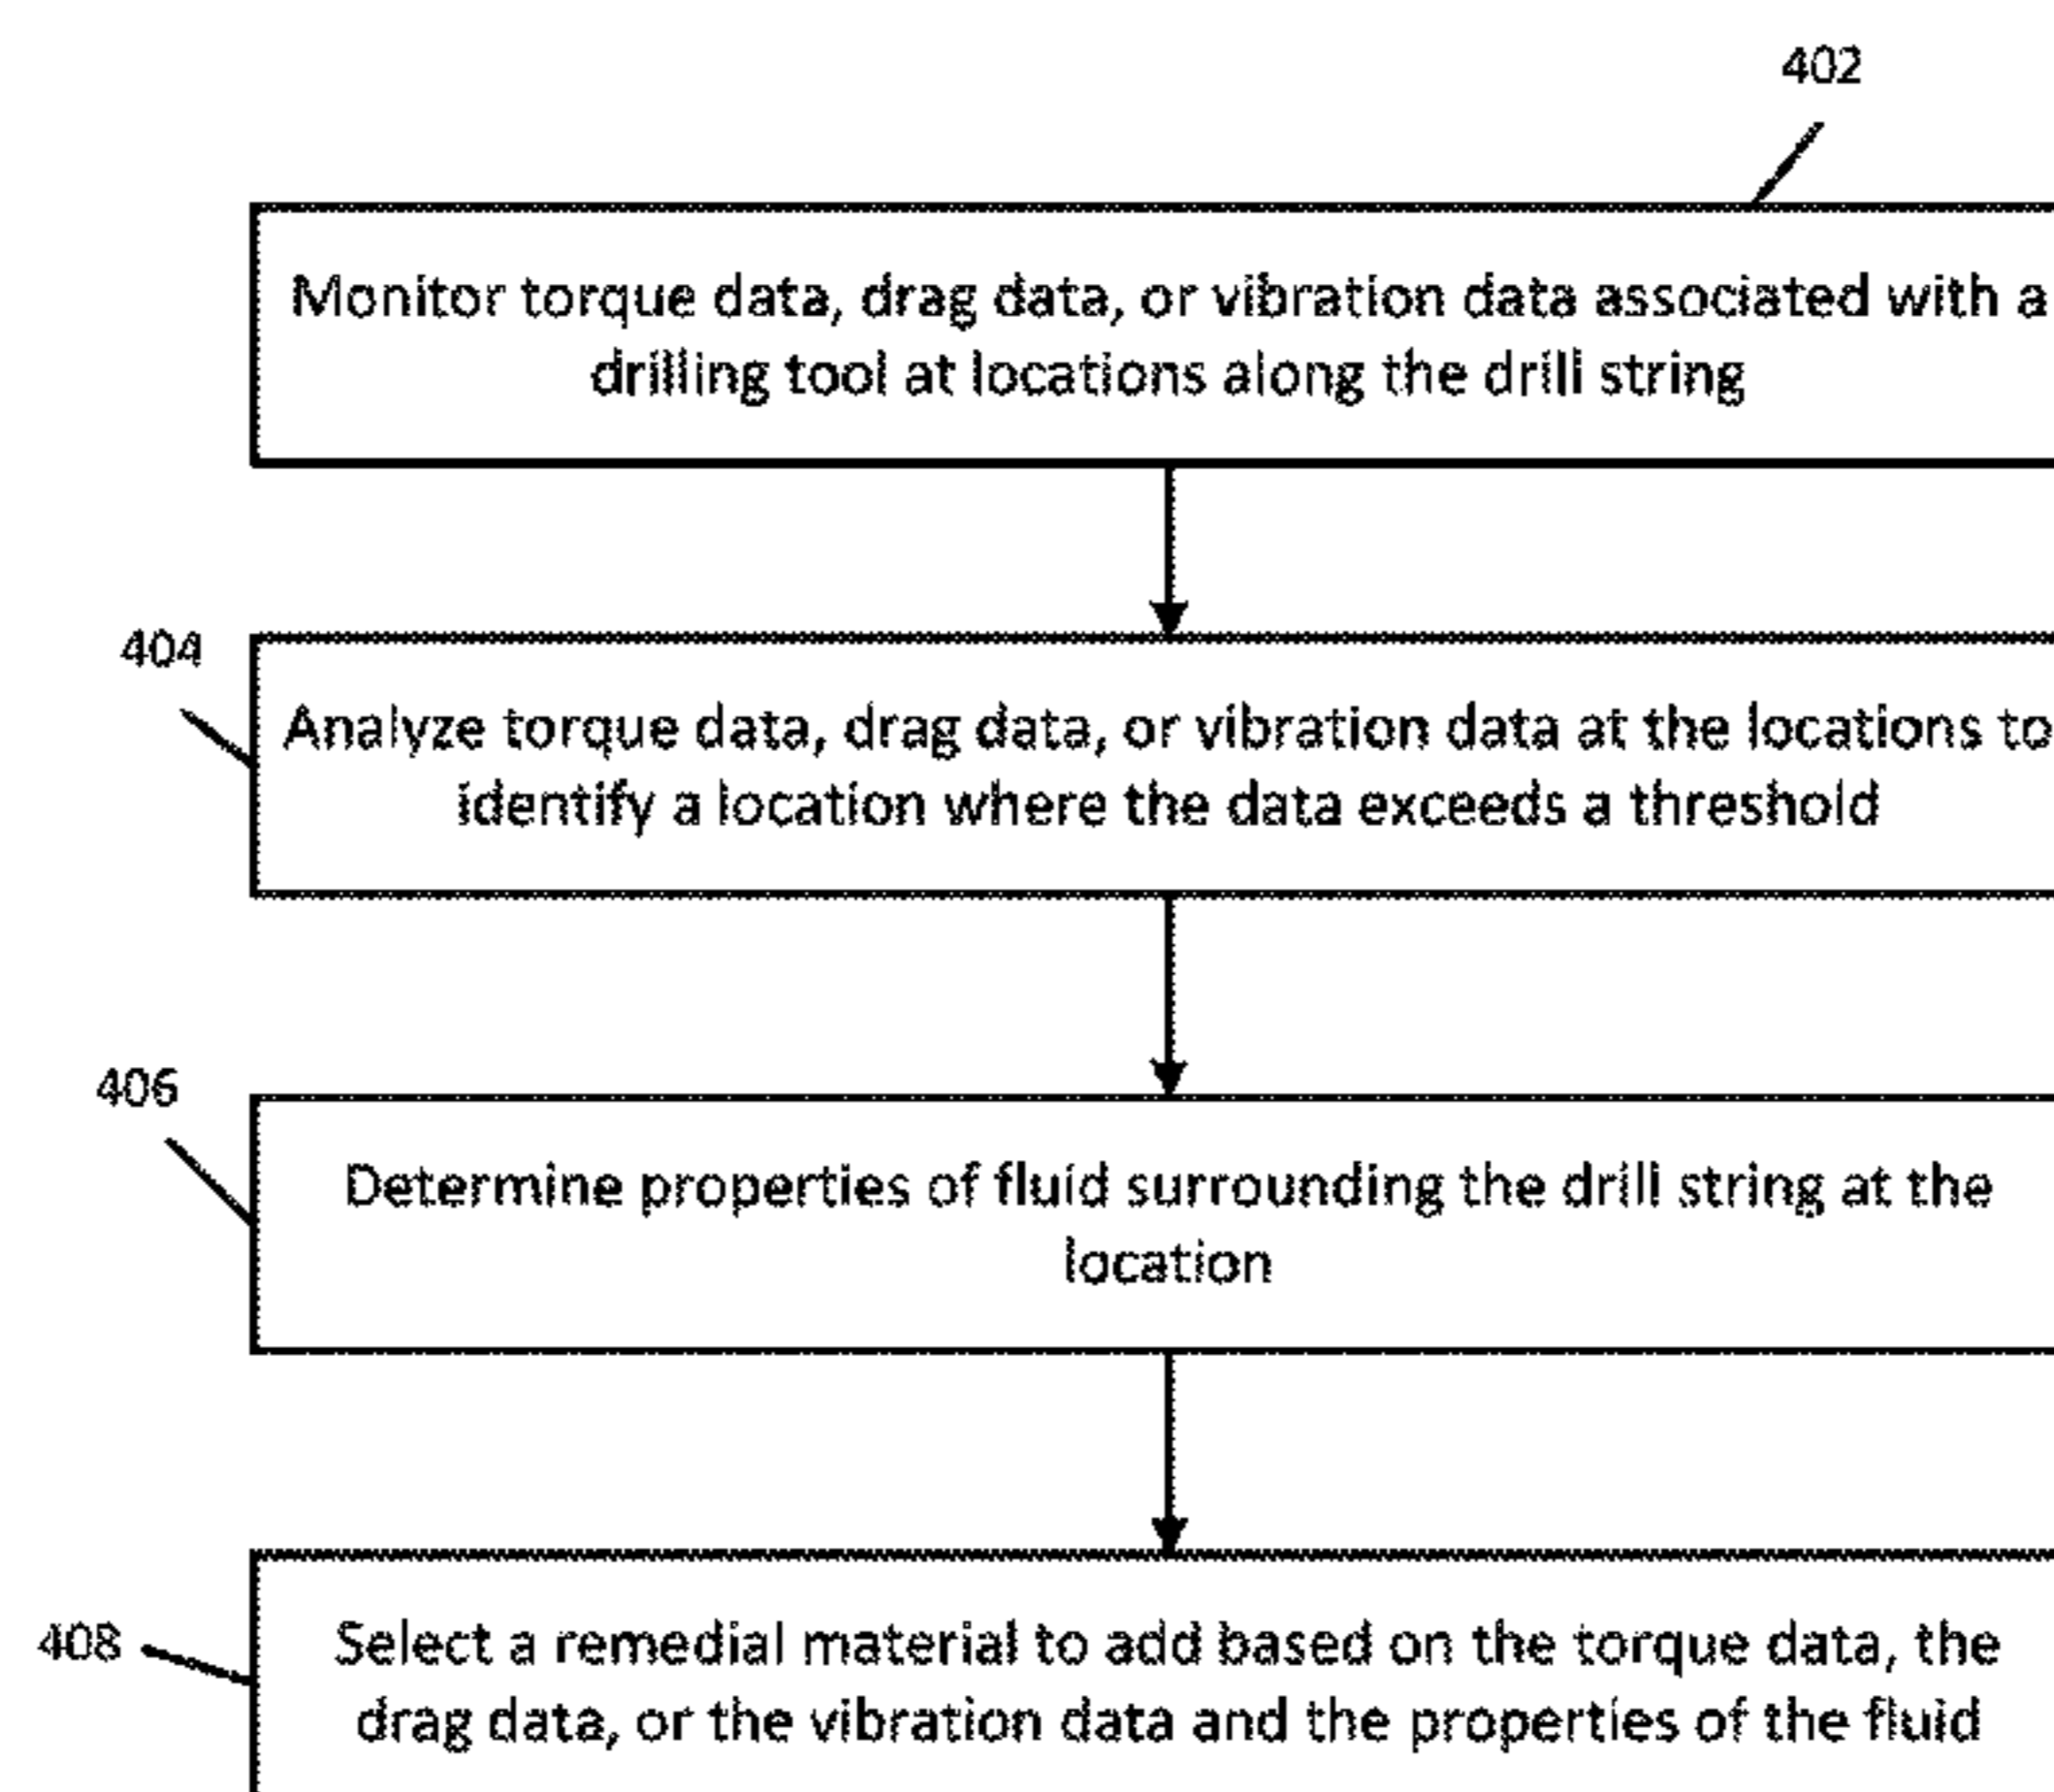 402
Monitor torque data, drag data, or vibration data associated with a
drilling tool at locations along the drill string
404
Analyze torque data, drag data, or vibration data at the locations to
identify a location where the data exceeds a threshold
406
Determine properties of fluid surrounding the drill string at the
location
408
Select a remedial material to add based on the torque data, the
drag data, or the vibration data and the properties of the fluid